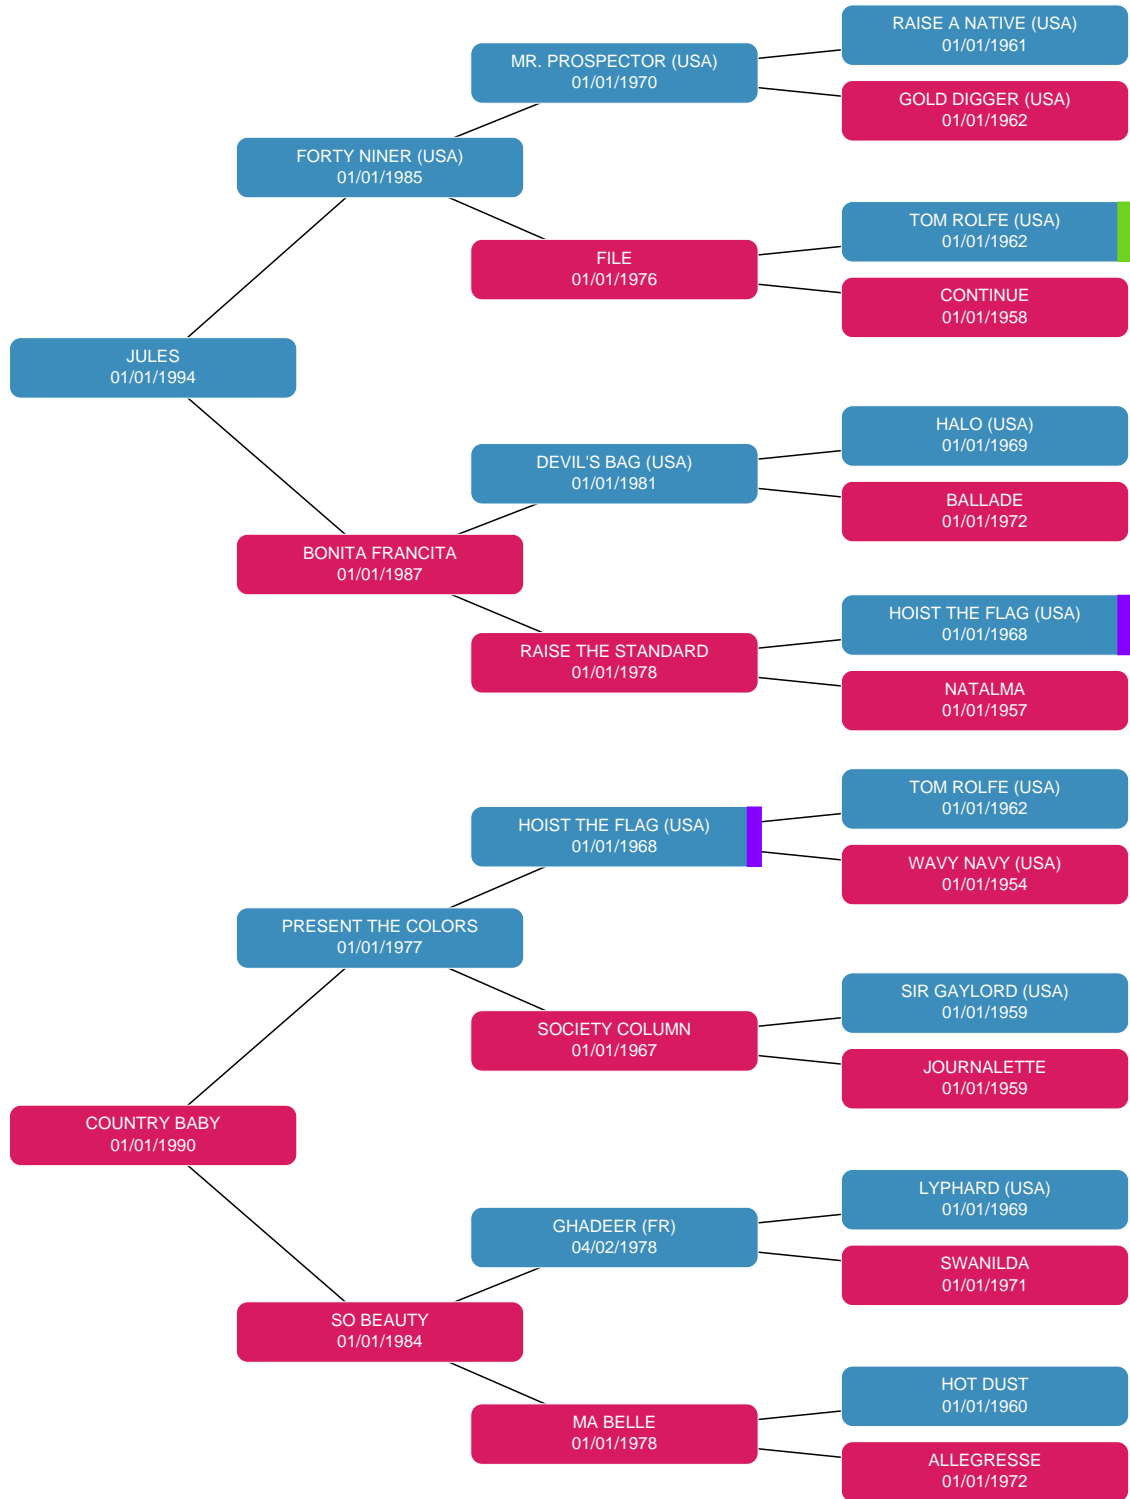 RAISE A NATIVE (USA)
01/01/1961
MR. PROSPECTOR (USA)
01/01/1970
GOLD DIGGER (USA)
01/01/1962
FORTY NINER (USA)
01/01/1985
TOM ROLFE (USA)
01/01/1962
FILE
01/01/1976
CONTINUE
01/01/1958
JULES
01/01/1994
HALO (USA)
01/01/1969
DEVIL'S BAG (USA)
01/01/1981
BALLADE
01/01/1972
BONITA FRANCITA
01/01/1987
HOIST THE FLAG (USA)
01/01/1968
RAISE THE STANDARD
01/01/1978
NATALMA
01/01/1957
TOM ROLFE (USA)
01/01/1962
HOIST THE FLAG (USA)
01/01/1968
WAVY NAVY (USA)
01/01/1954
PRESENT THE COLORS
01/01/1977
SIR GAYLORD (USA)
01/01/1959
SOCIETY COLUMN
01/01/1967
JOURNALETTE
01/01/1959
COUNTRY BABY
01/01/1990
LYPHARD (USA)
01/01/1969
GHADEER (FR)
04/02/1978
SWANILDA
01/01/1971
SO BEAUTY
01/01/1984
HOT DUST
01/01/1960
MA BELLE
01/01/1978
ALLEGRESSE
01/01/1972